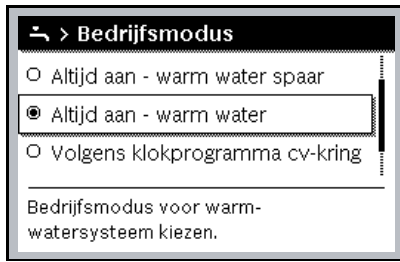 > Bedrijfsmodus
Altijd aan - warm water spaar
Altijd aan - warm water
Volgens klokprogramma cv-kring
Bedrijfsmodus voor warm-
watersysteem kiezen.